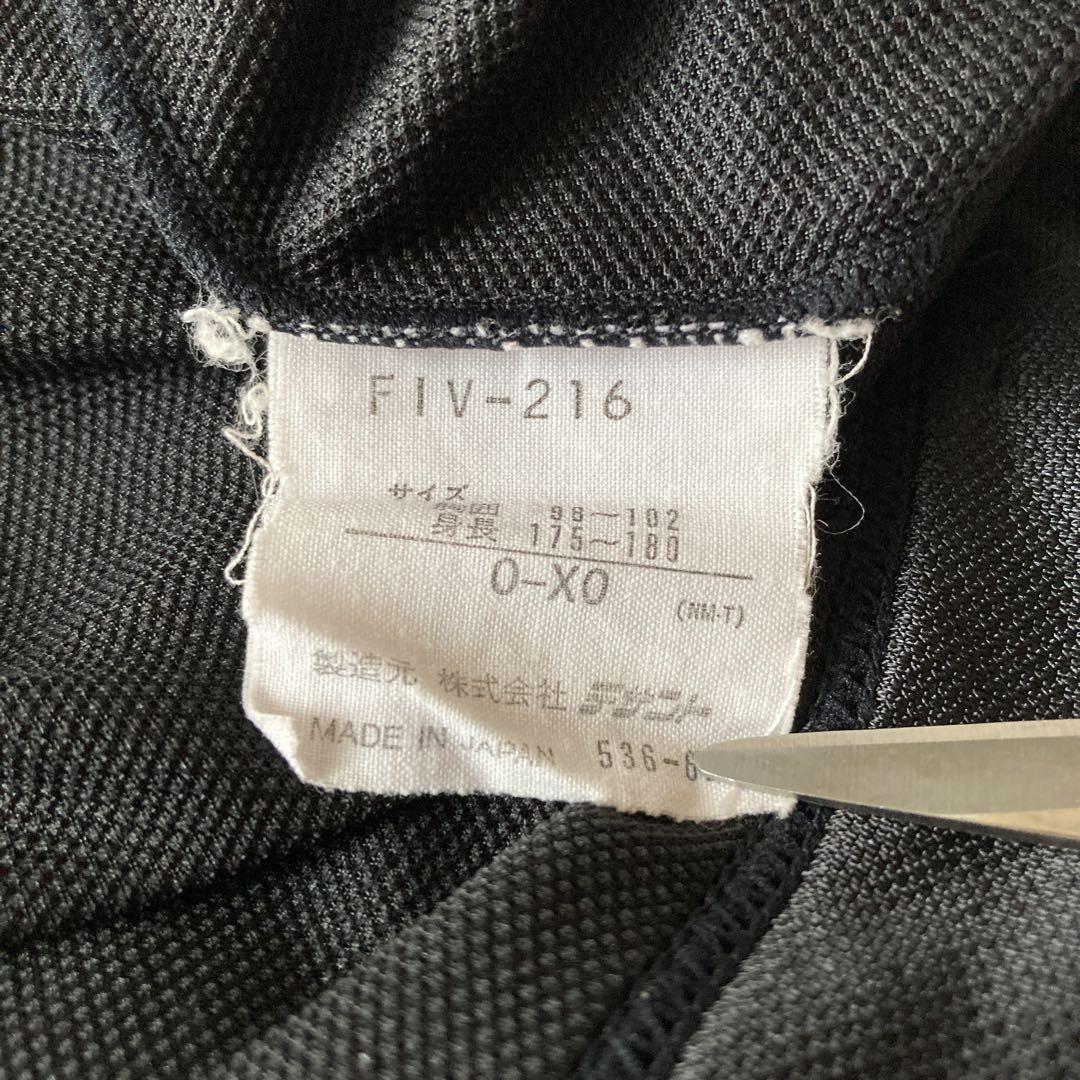 FIV-216
サイズ
胸囲 98~102
身長 175~180
O-XO
(NM·T)
製造元 株式会社 デサント
MADE IN JAPAN 536-6